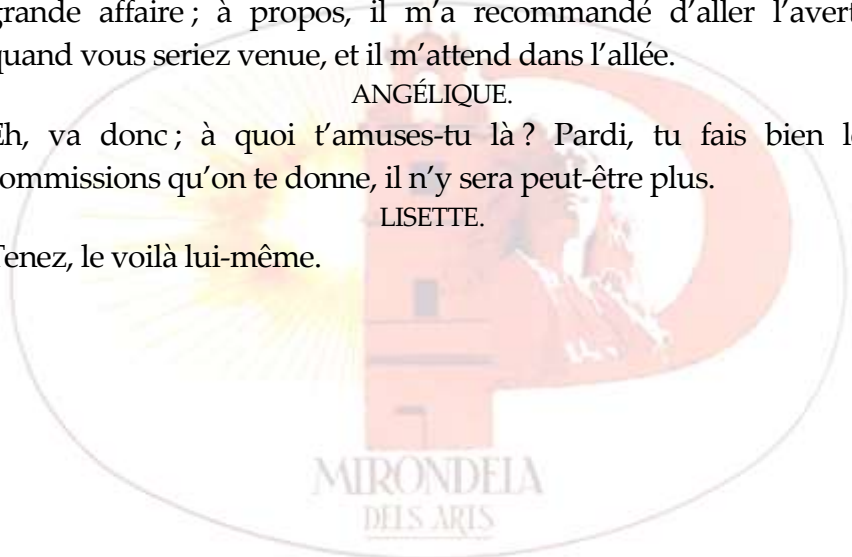 grande affaire ; à propos, il m'a recommandé d'aller l'avert
quand vous seriez venue, et il m'attend dans l'allée.
ANGÉLIQUE.
Eh, va donc ; à quoi t'amuses-tu là ? Pardi, tu fais bien le
commissions qu'on te donne, il n'y sera peut-être plus.
LISETTE.
Tenez, le voilà lui-même.
MIRONDELA
DELS ARTS